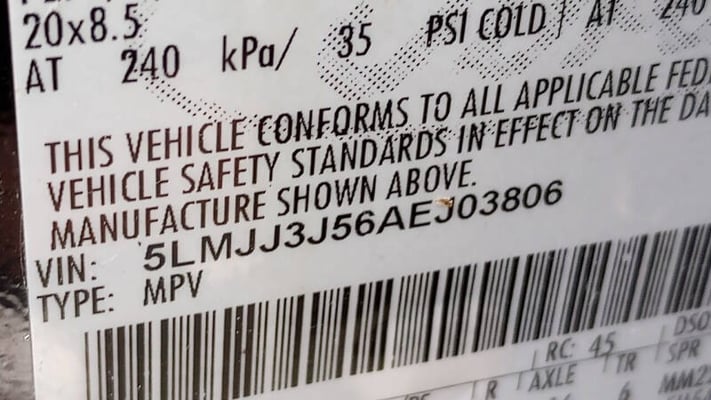 20x8.5
AT 240 kPa/ 35 PSI COLD AT 240
THIS VEHICLE CONFORMS TO ALL APPLICABLE FED
VEHICLE SAFETY STANDARDS IN EFFECT ON THE DA
MANUFACTURE SHOWN ABOVE.
VIN: 5LMJJ3J56AEJ03806
TYPE: MPV
RC: 45 DSO
R AXLE TR SPR
6 MM2